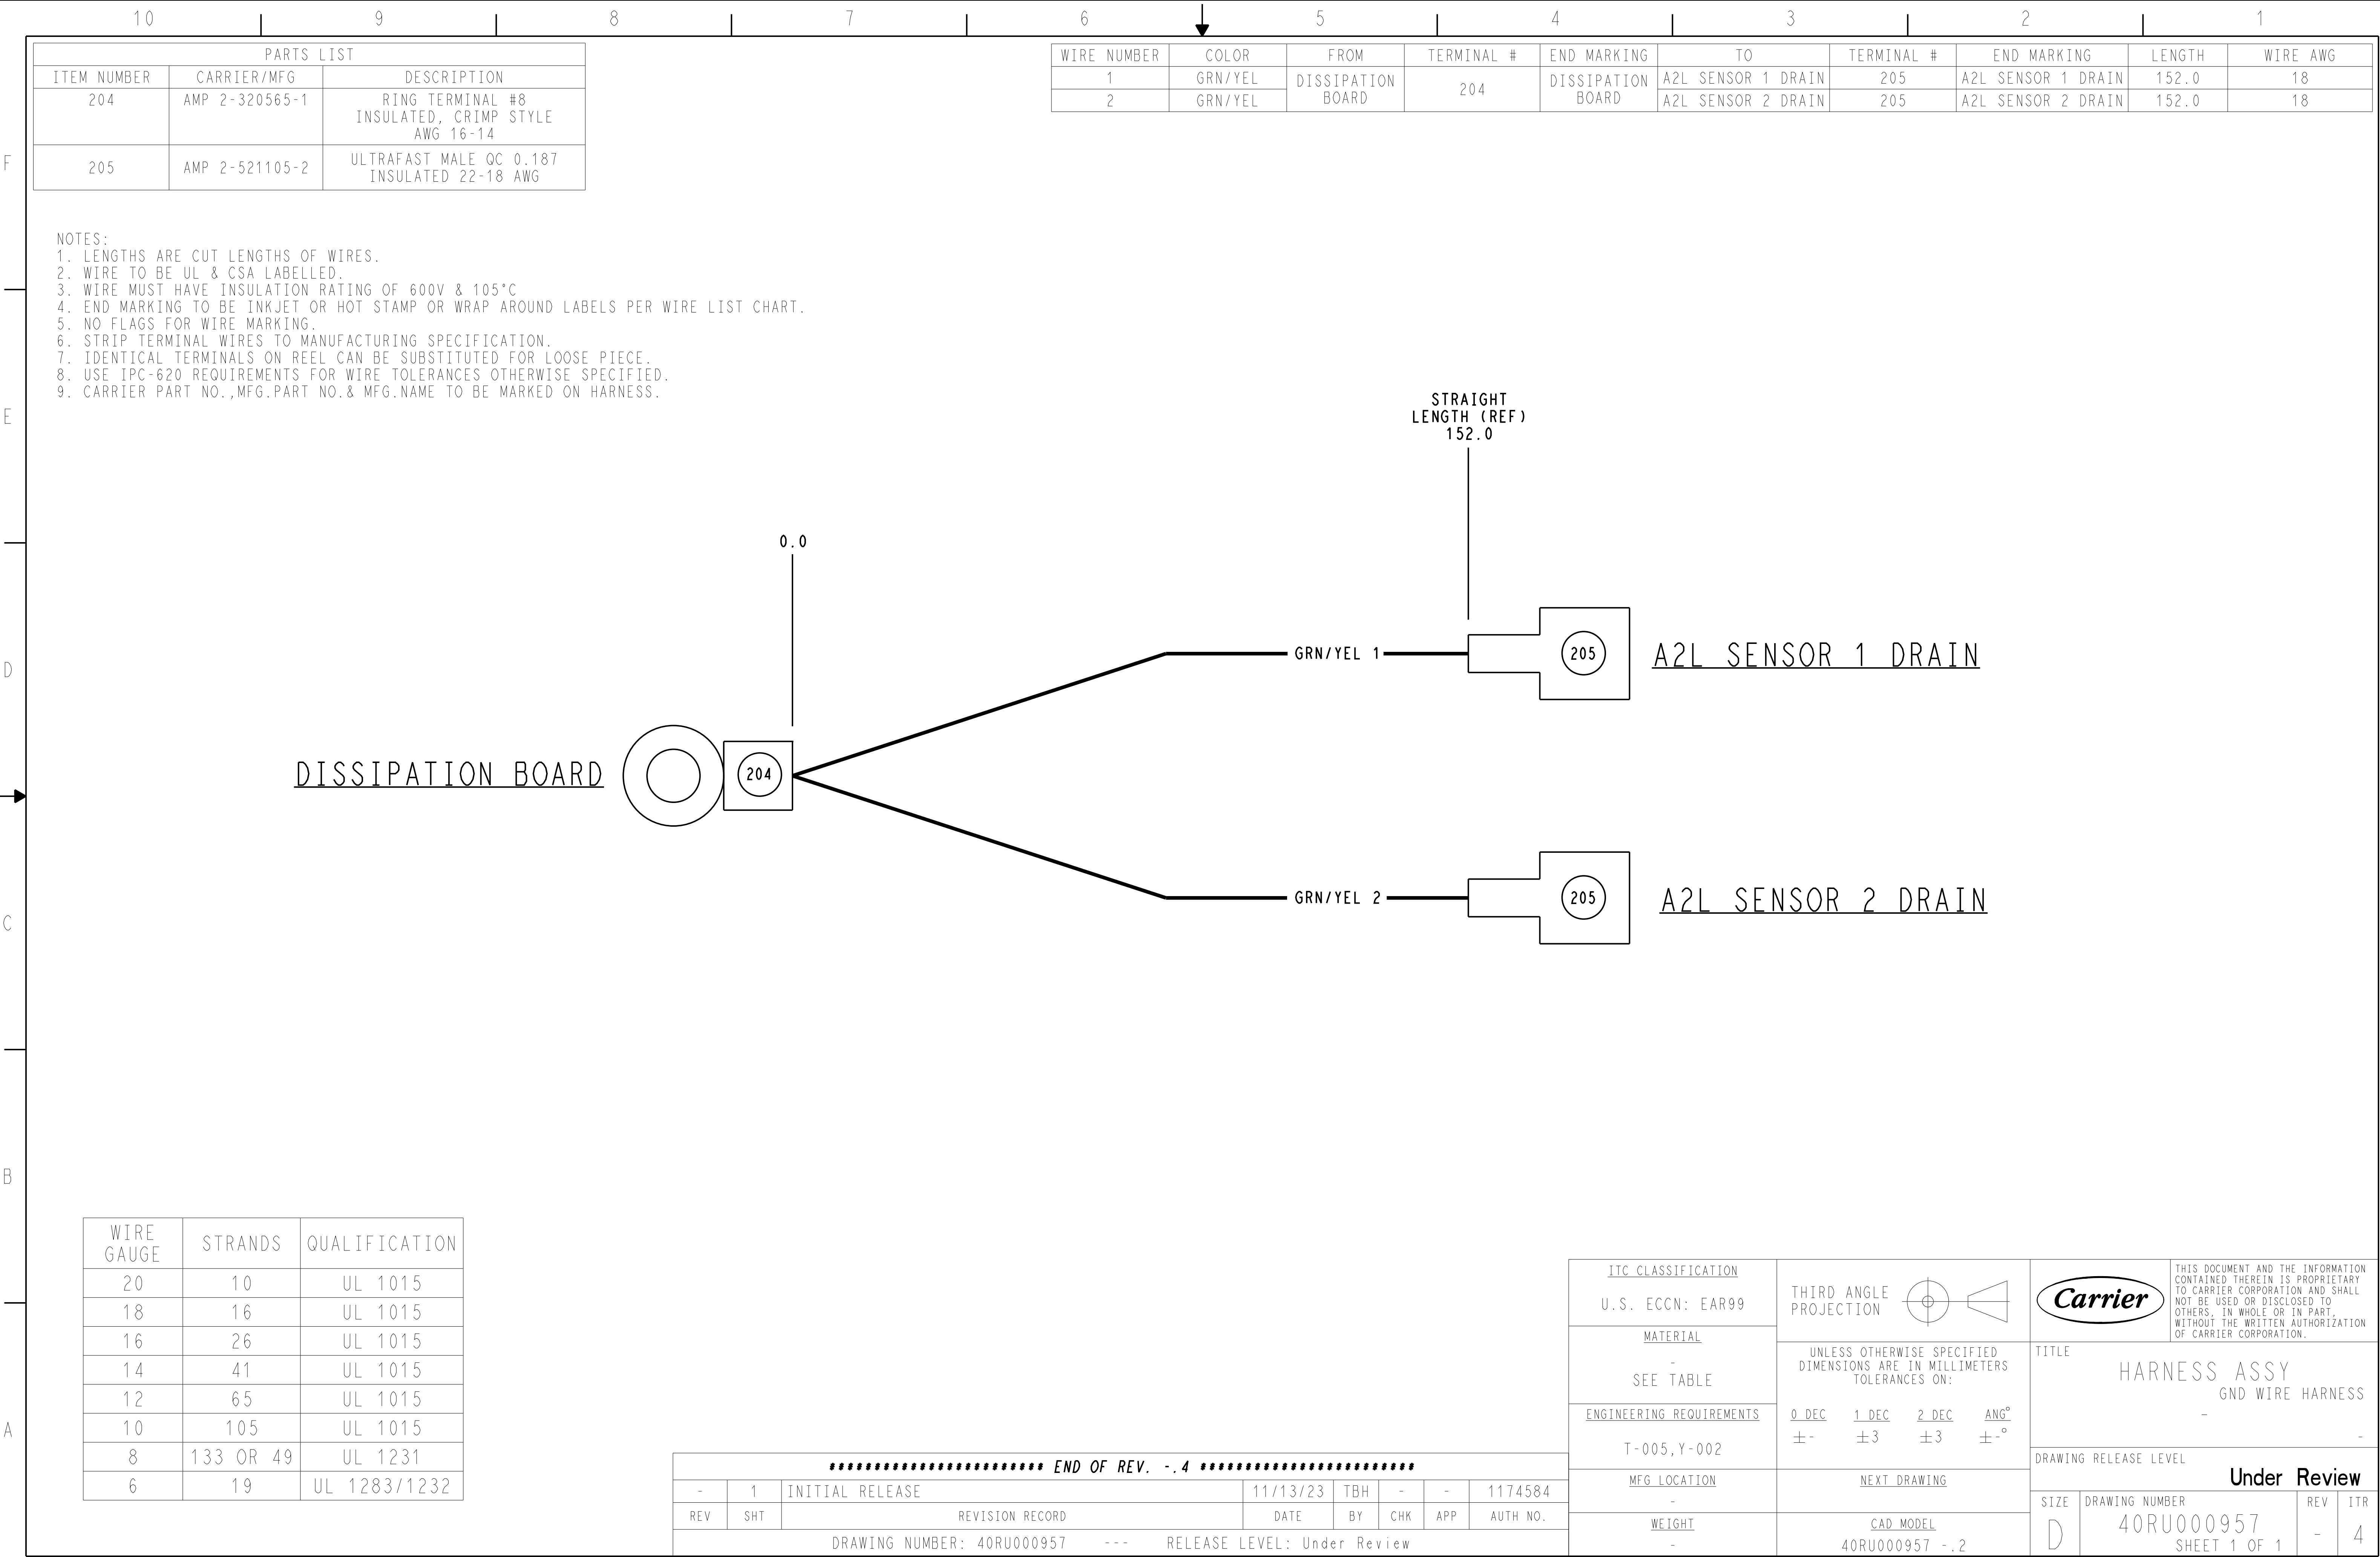 10 9 8 7 6 5 4 3 2 1
PARTS LIST
ITEM NUMBER CARRIER/MFG DESCRIPTION
204 AMP 2-320565-1 RING TERMINAL #8
INSULATED, CRIMP STYLE
AWG 16-14
205 AMP 2-521105-2 ULTRAFAST MALE QC 0.187
INSULATED 22-18 AWG
WIRE NUMBER COLOR FROM TERMINAL # END MARKING TO TERMINAL # END MARKING LENGTH WIRE AWG
1 GRN/YEL DISSIPATION BOARD 204 DISSIPATION BOARD A2L SENSOR 1 DRAIN 205 A2L SENSOR 1 DRAIN 152.0 18
2 GRN/YEL A2L SENSOR 2 DRAIN 205 A2L SENSOR 2 DRAIN 152.0 18
F
E
D
C
B
A
NOTES:
1. LENGTHS ARE CUT LENGTHS OF WIRES.
2. WIRE TO BE UL & CSA LABELLED.
3. WIRE MUST HAVE INSULATION RATING OF 600V & 105°C
4. END MARKING TO BE INKJET OR HOT STAMP OR WRAP AROUND LABELS PER WIRE LIST CHART.
5. NO FLAGS FOR WIRE MARKING.
6. STRIP TERMINAL WIRES TO MANUFACTURING SPECIFICATION.
7. IDENTICAL TERMINALS ON REEL CAN BE SUBSTITUTED FOR LOOSE PIECE.
8. USE IPC-620 REQUIREMENTS FOR WIRE TOLERANCES OTHERWISE SPECIFIED.
9. CARRIER PART NO.,MFG.PART NO.& MFG.NAME TO BE MARKED ON HARNESS.
STRAIGHT
LENGTH (REF)
152.0
0.0
GRN/YEL 1 205 A2L SENSOR 1 DRAIN
DISSIPATION BOARD 204
GRN/YEL 2 205 A2L SENSOR 2 DRAIN
WIRE GAUGE STRANDS QUALIFICATION
20 10 UL 1015
18 16 UL 1015
16 26 UL 1015
14 41 UL 1015
12 65 UL 1015
10 105 UL 1015
8 133 OR 49 UL 1231
6 19 UL 1283/1232
######################## END OF REV. -.4 ########################
- 1 INITIAL RELEASE 11/13/23 TBH - - 1174584
REV SHT REVISION RECORD DATE BY CHK APP AUTH NO.
DRAWING NUMBER: 40RU000957 --- RELEASE LEVEL: Under Review
ITC CLASSIFICATION
U.S. ECCN: EAR99
MATERIAL
-
SEE TABLE
ENGINEERING REQUIREMENTS
T-005,Y-002
MFG LOCATION
-
WEIGHT
-
THIRD ANGLE
PROJECTION
UNLESS OTHERWISE SPECIFIED
DIMENSIONS ARE IN MILLIMETERS
TOLERANCES ON:
0 DEC 1 DEC 2 DEC ANG°
±- ±3 ±3 ±-°
NEXT DRAWING
CAD MODEL
40RU000957 -.2
Carrier
THIS DOCUMENT AND THE INFORMATION
CONTAINED THEREIN IS PROPRIETARY
TO CARRIER CORPORATION AND SHALL
NOT BE USED OR DISCLOSED TO
OTHERS, IN WHOLE OR IN PART,
WITHOUT THE WRITTEN AUTHORIZATION
OF CARRIER CORPORATION.
TITLE
HARNESS ASSY
GND WIRE HARNESS
-
-
DRAWING RELEASE LEVEL
Under Review
SIZE DRAWING NUMBER REV ITR
D 40RU000957 - 4
SHEET 1 OF 1